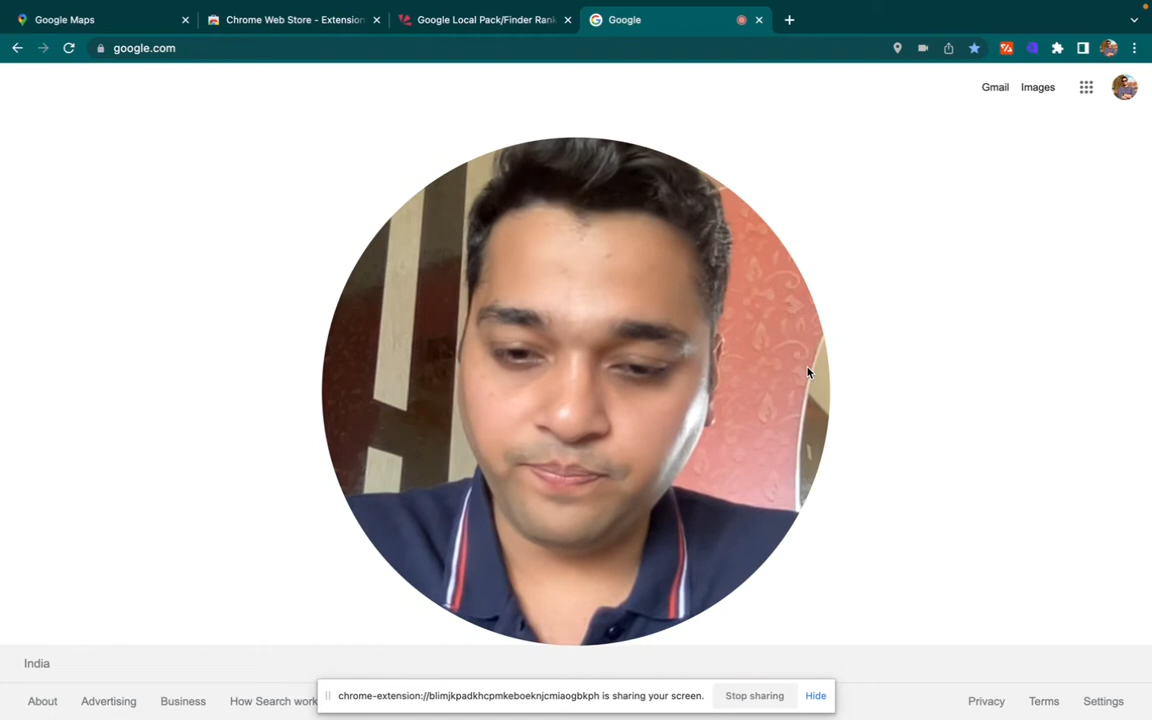 Google Maps
Chrome Web Store - Extension
Google Local Pack/Finder Rank
Google
google.com
Gmail Images
India
About Advertising Business How Search work
chrome-extension://blimjkpadkhcpmkeboeknjcmiaogbkph is sharing your screen. Stop sharing Hide
Privacy Terms Settings